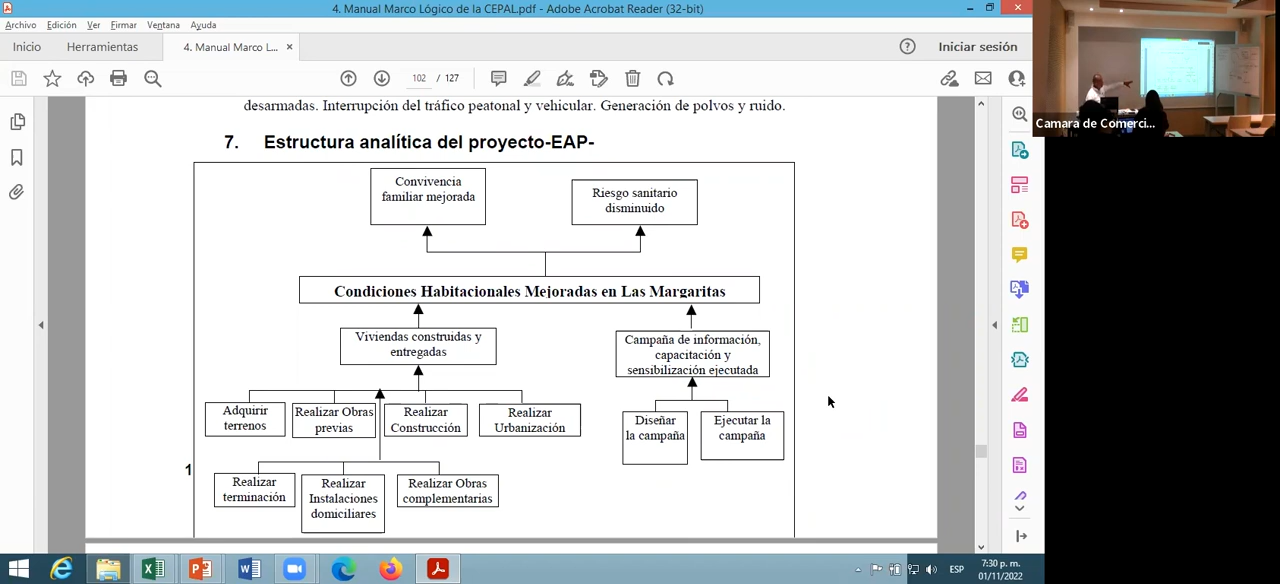 4. Manual Marco Lógico de la CEPAL.pdf - Adobe Acrobat Reader (32-bit)
Archivo Edición Ver Firmar Ventana Ayuda
Inicio Herramientas 4. Manual Marco L... × Iniciar sesión
102 / 127
Camara de Comerci...
desarmadas. Interrupción del tráfico peatonal y vehicular. Generación de polvos y ruido.
7. Estructura analítica del proyecto-EAP-
Convivencia
familiar mejorada
Riesgo sanitario
disminuido
Condiciones Habitacionales Mejoradas en Las Margaritas
Viviendas construidas y
entregadas
Campaña de información,
capacitación y
sensibilización ejecutada
Adquirir
terrenos
Realizar Obras
previas
Realizar
Construcción
Realizar
Urbanización
Diseñar
la campaña
Ejecutar la
campaña
1
Realizar
terminación
Realizar
Instalaciones
domiciliares
Realizar Obras
complementarias
ESP
7:30 p. m.
01/11/2022